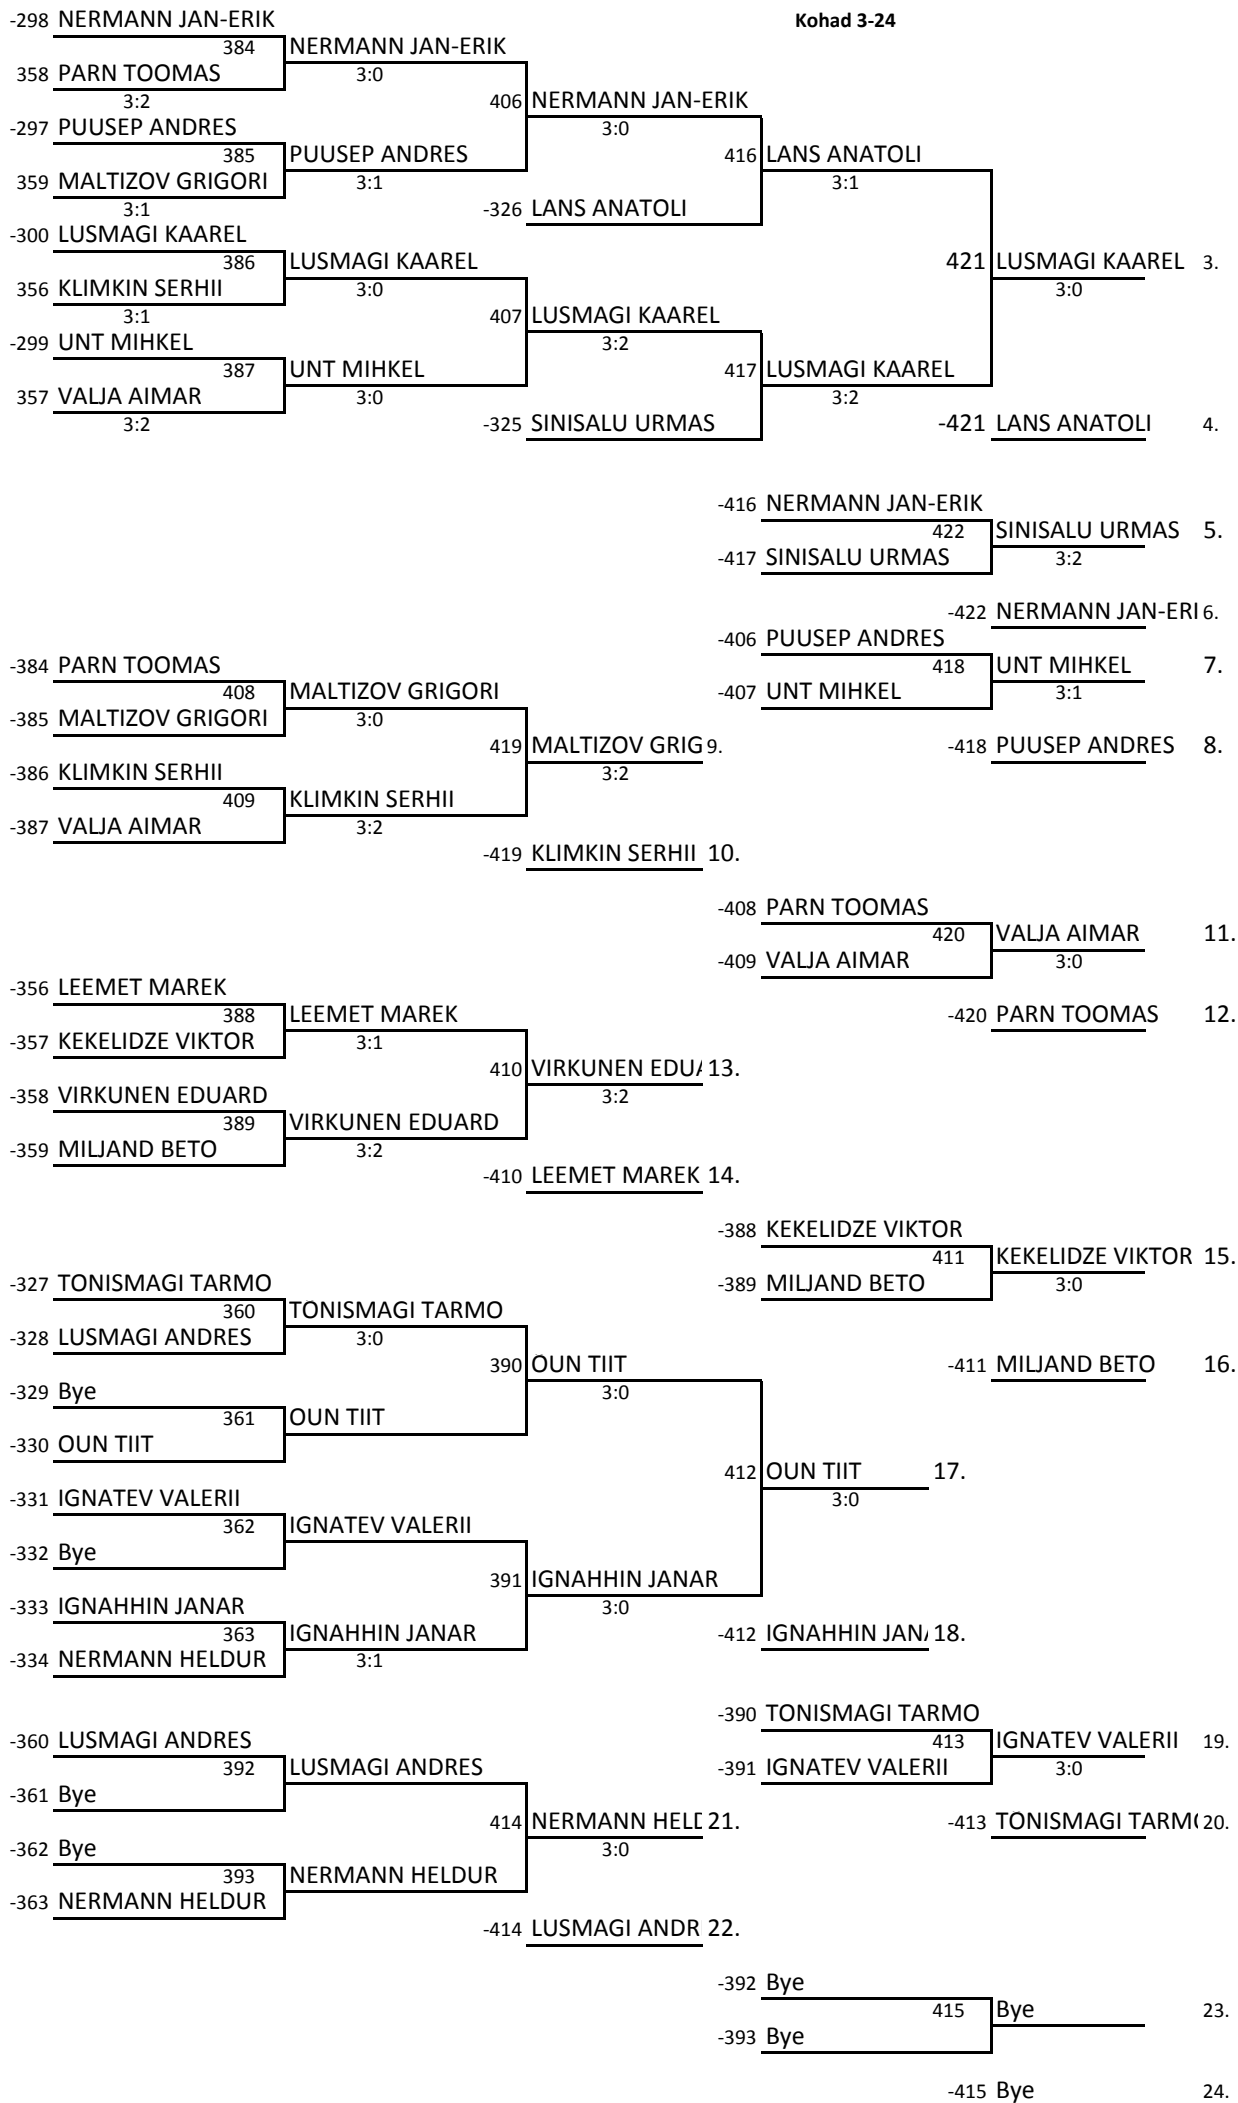 -298 NERMANN JAN-ERIK Kohad 3-24
384 NERMANN JAN-ERIK
358 PARN TOOMAS 3:0
3:2 406 NERMANN JAN-ERIK
-297 PUUSEP ANDRES 3:0
385 PUUSEP ANDRES 416 LANS ANATOLI
359 MALTIZOV GRIGORI 3:1 3:1
3:1 -326 LANS ANATOLI
-300 LUSMAGI KAAREL
386 LUSMAGI KAAREL 421 LUSMAGI KAAREL 3.
356 KLIMKIN SERHII 3:0 3:0
3:1 407 LUSMAGI KAAREL
-299 UNT MIHKEL 3:2
387 UNT MIHKEL 417 LUSMAGI KAAREL
357 VALJA AIMAR 3:0 3:2
3:2 -325 SINISALU URMAS -421 LANS ANATOLI 4.
-416 NERMANN JAN-ERIK
422 SINISALU URMAS 5.
-417 SINISALU URMAS 3:2
-422 NERMANN JAN-ERI 6.
-406 PUUSEP ANDRES
-384 PARN TOOMAS 418 UNT MIHKEL 7.
408 MALTIZOV GRIGORI -407 UNT MIHKEL 3:1
-385 MALTIZOV GRIGORI 3:0
419 MALTIZOV GRIG 9. -418 PUUSEP ANDRES 8.
-386 KLIMKIN SERHII 3:2
409 KLIMKIN SERHII
-387 VALJA AIMAR 3:2
-419 KLIMKIN SERHII 10.
-408 PARN TOOMAS
420 VALJA AIMAR 11.
-409 VALJA AIMAR 3:0
-356 LEEMET MAREK
388 LEEMET MAREK -420 PARN TOOMAS 12.
-357 KEKELIDZE VIKTOR 3:1
410 VIRKUNEN EDUA 13.
-358 VIRKUNEN EDUARD 3:2
389 VIRKUNEN EDUARD
-359 MILJAND BETO 3:2
-410 LEEMET MAREK 14.
-388 KEKELIDZE VIKTOR
411 KEKELIDZE VIKTOR 15.
-327 TONISMAGI TARMO -389 MILJAND BETO 3:0
360 TONISMAGI TARMO
-328 LUSMAGI ANDRES 3:0
390 OUN TIIT -411 MILJAND BETO 16.
-329 Bye 3:0
361 OUN TIIT
-330 OUN TIIT
412 OUN TIIT 17.
-331 IGNATEV VALERII 3:0
362 IGNATEV VALERII
-332 Bye
391 IGNAHHIN JANAR
-333 IGNAHHIN JANAR 3:0
363 IGNAHHIN JANAR -412 IGNAHHIN JANA 18.
-334 NERMANN HELDUR 3:1
-390 TONISMAGI TARMO
-360 LUSMAGI ANDRES 413 IGNATEV VALERII 19.
392 LUSMAGI ANDRES -391 IGNATEV VALERII 3:0
-361 Bye
414 NERMANN HELD 21. -413 TONISMAGI TARMO 20.
-362 Bye 3:0
393 NERMANN HELDUR
-363 NERMANN HELDUR
-414 LUSMAGI ANDR 22.
-392 Bye
415 Bye 23.
-393 Bye
-415 Bye 24.